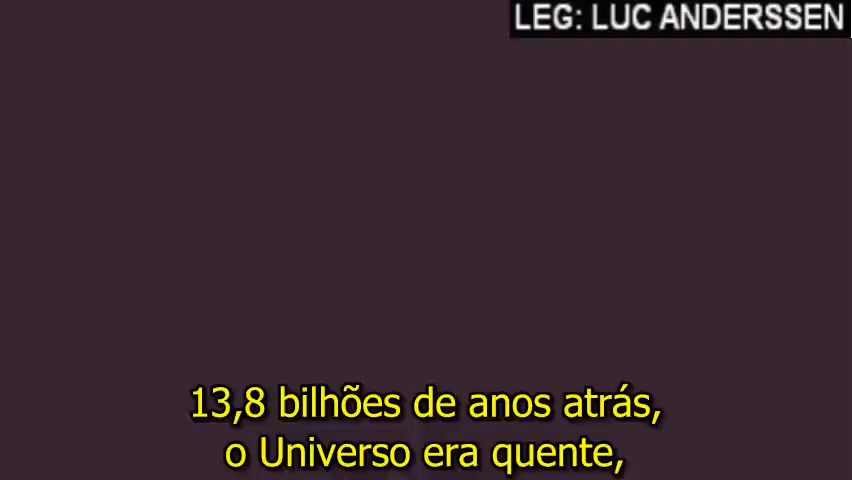 LEG: LUC ANDERSSEN
13,8 bilhões de anos atrás,
o Universo era quente,